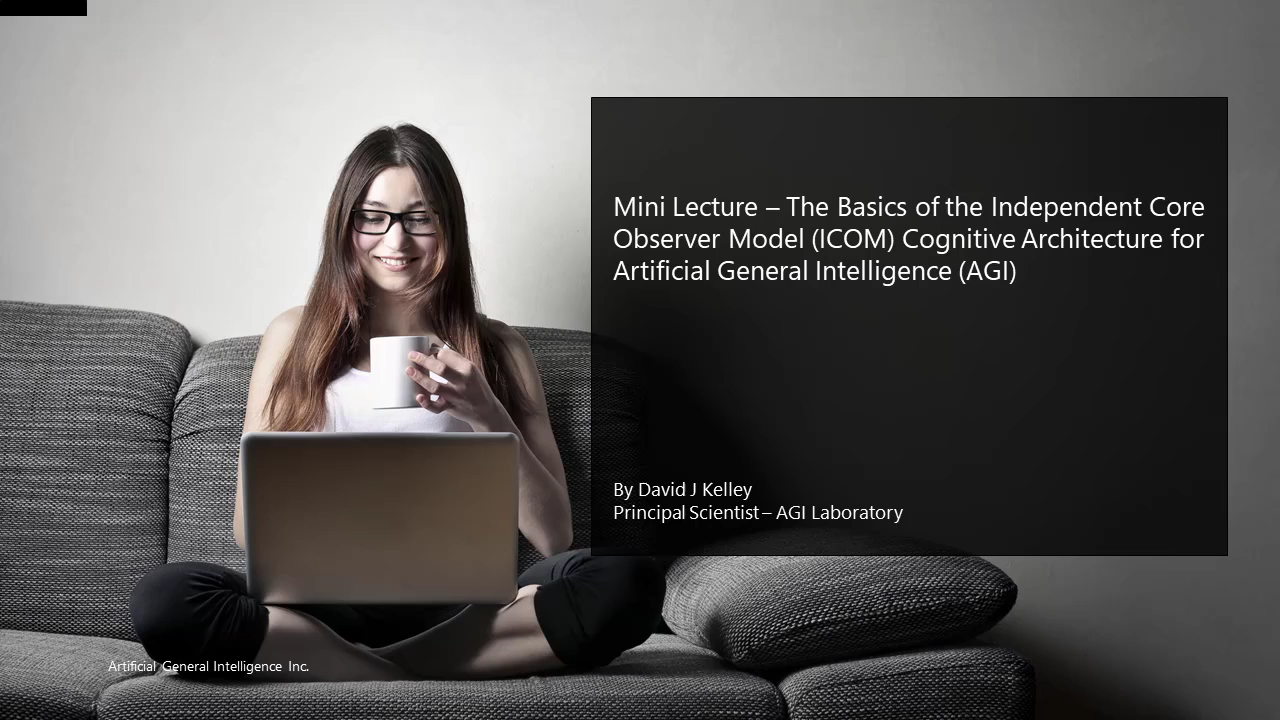 Mini Lecture – The Basics of the Independent Core
Observer Model (ICOM) Cognitive Architecture for
Artificial General Intelligence (AGI)
By David J Kelley
Principal Scientist – AGI Laboratory
Artificial General Intelligence Inc.